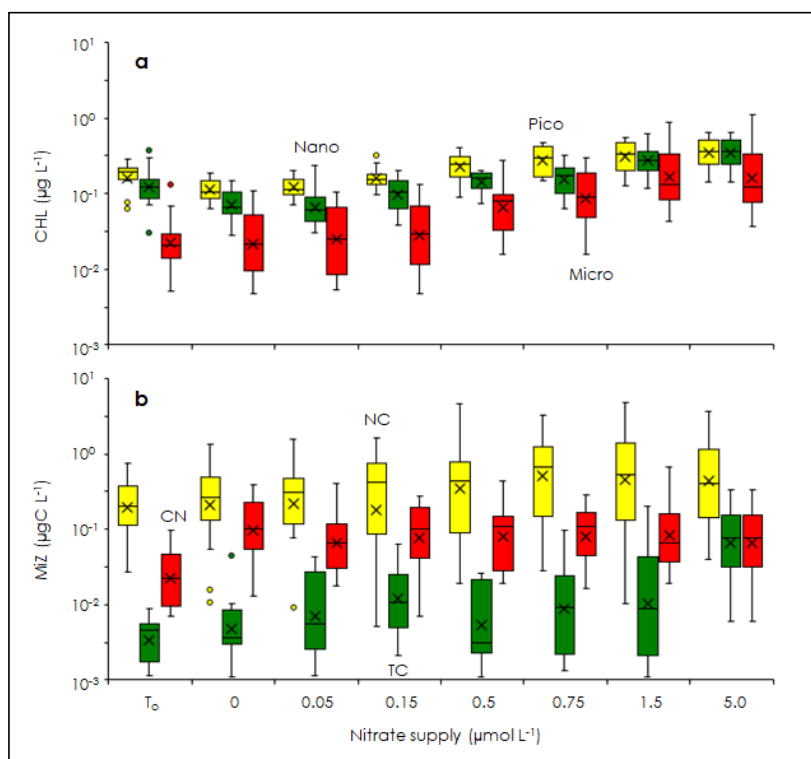 a
CHL (µg L⁻¹)
10¹
10⁰
10⁻¹
10⁻²
10⁻³
Nano
Pico
Micro
b
MiZ (µgC L⁻¹)
10¹
10⁰
10⁻¹
10⁻²
10⁻³
NC
CN
TC
T₀ 0 0.05 0.15 0.5 0.75 1.5 5.0
Nitrate supply (µmol L⁻¹)